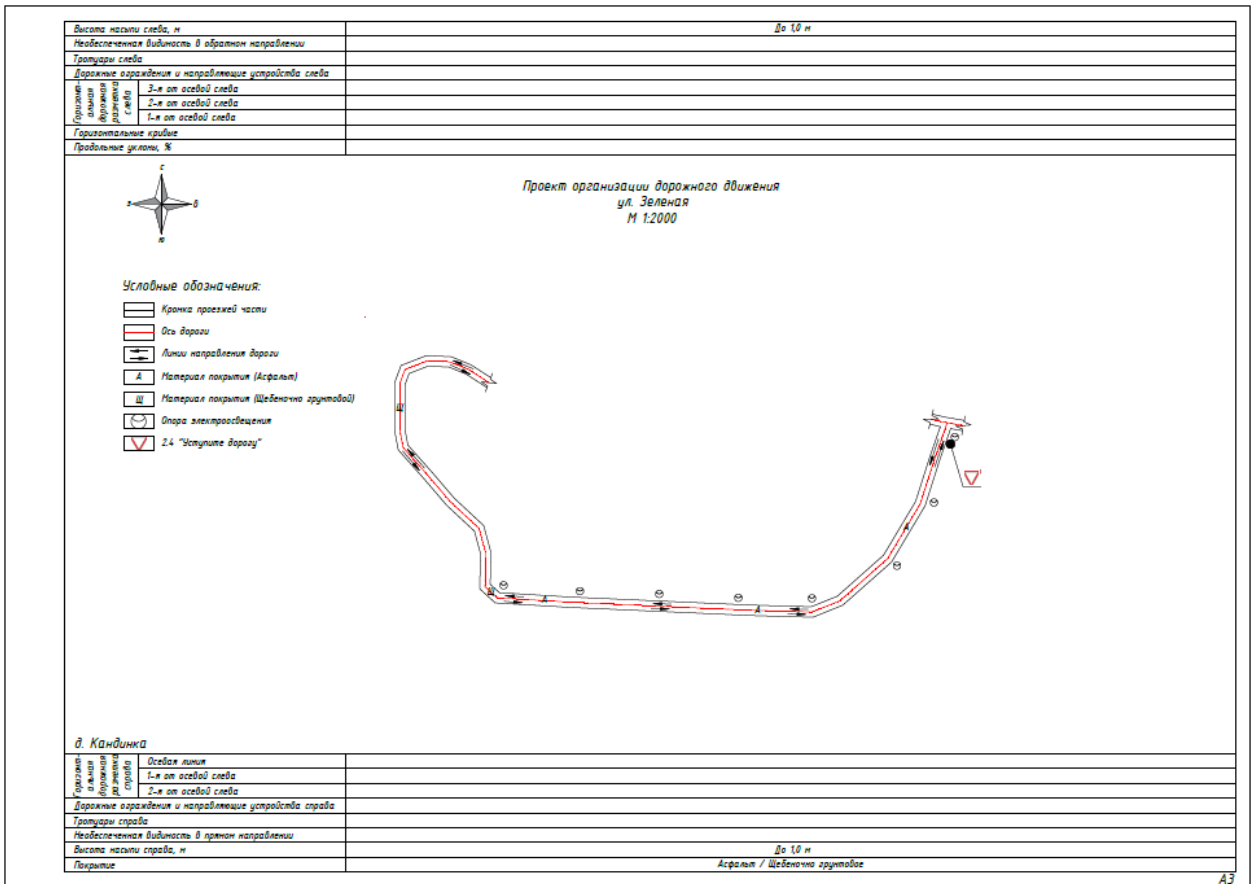 Высота насыпи слева, м
До 1,0 м
Необеспеченная видимость в обратном направлении
Тротуары слева
Дорожные ограждения и направляющие устройства слева
Горизонт-
альная
дорожная
разметка
слева
3-я от осевой слева
2-я от осевой слева
1-я от осевой слева
Горизонтальные кривые
Продольные уклоны, %
с
з
в
ю
Проект организации дорожного движения
ул. Зеленая
М 1:2000
Условные обозначения:
Кромка проезжей части
Ось дороги
Линии направления дороги
А
Материал покрытия (Асфальт)
Щ
Материал покрытия (Щебеночно грунтовой)
Опора электроосвещения
2.4 "Уступите дорогу"
Щ
А
Щ
А
А
д. Кандинка
Горизонт-
альная
дорожная
разметка
справа
Осевая линия
1-я от осевой слева
2-я от осевой слева
Дорожные ограждения и направляющие устройства справа
Тротуары справа
Необеспеченная видимость в прямом направлении
Высота насыпи справа, м
До 1,0 м
Покрытие
Асфальт / Щебеночно грунтовое
А3